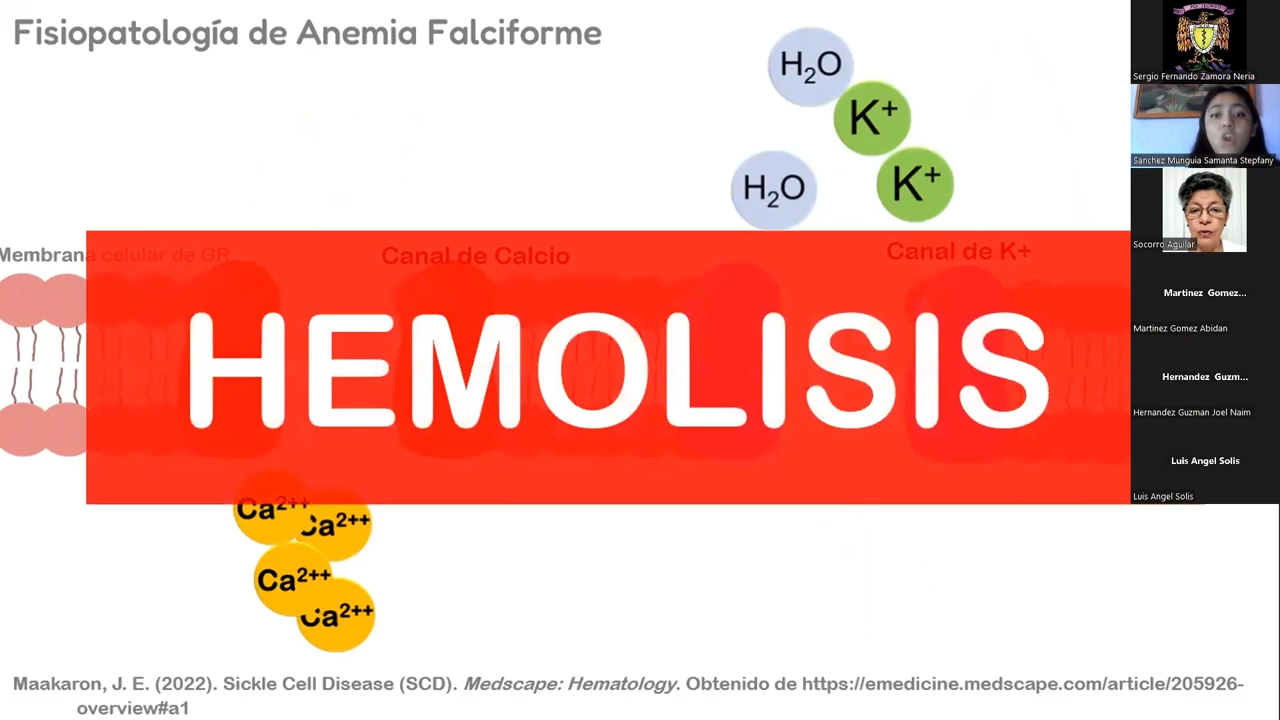 Fisiopatología de Anemia Falciforme
H₂O
K⁺
H₂O
K⁺
Membrana celular de GR
Canal de Calcio
Canal de K+
HEMOLISIS
Ca²⁺⁺
Ca²⁺⁺
Ca²⁺⁺
Ca²⁺⁺
Maakaron, J. E. (2022). Sickle Cell Disease (SCD). Medscape: Hematology. Obtenido de https://emedicine.medscape.com/article/205926-
overview#a1
Sergio Fernando Zamora Neria
Sanchez Munguia Samanta Stepfany
Socorro Aguilar
Martinez Gomez...
Martinez Gomez Abidan
Hernandez Guzm...
Hernandez Guzman Joel Naim
Luis Angel Solis
Luis Angel Solis